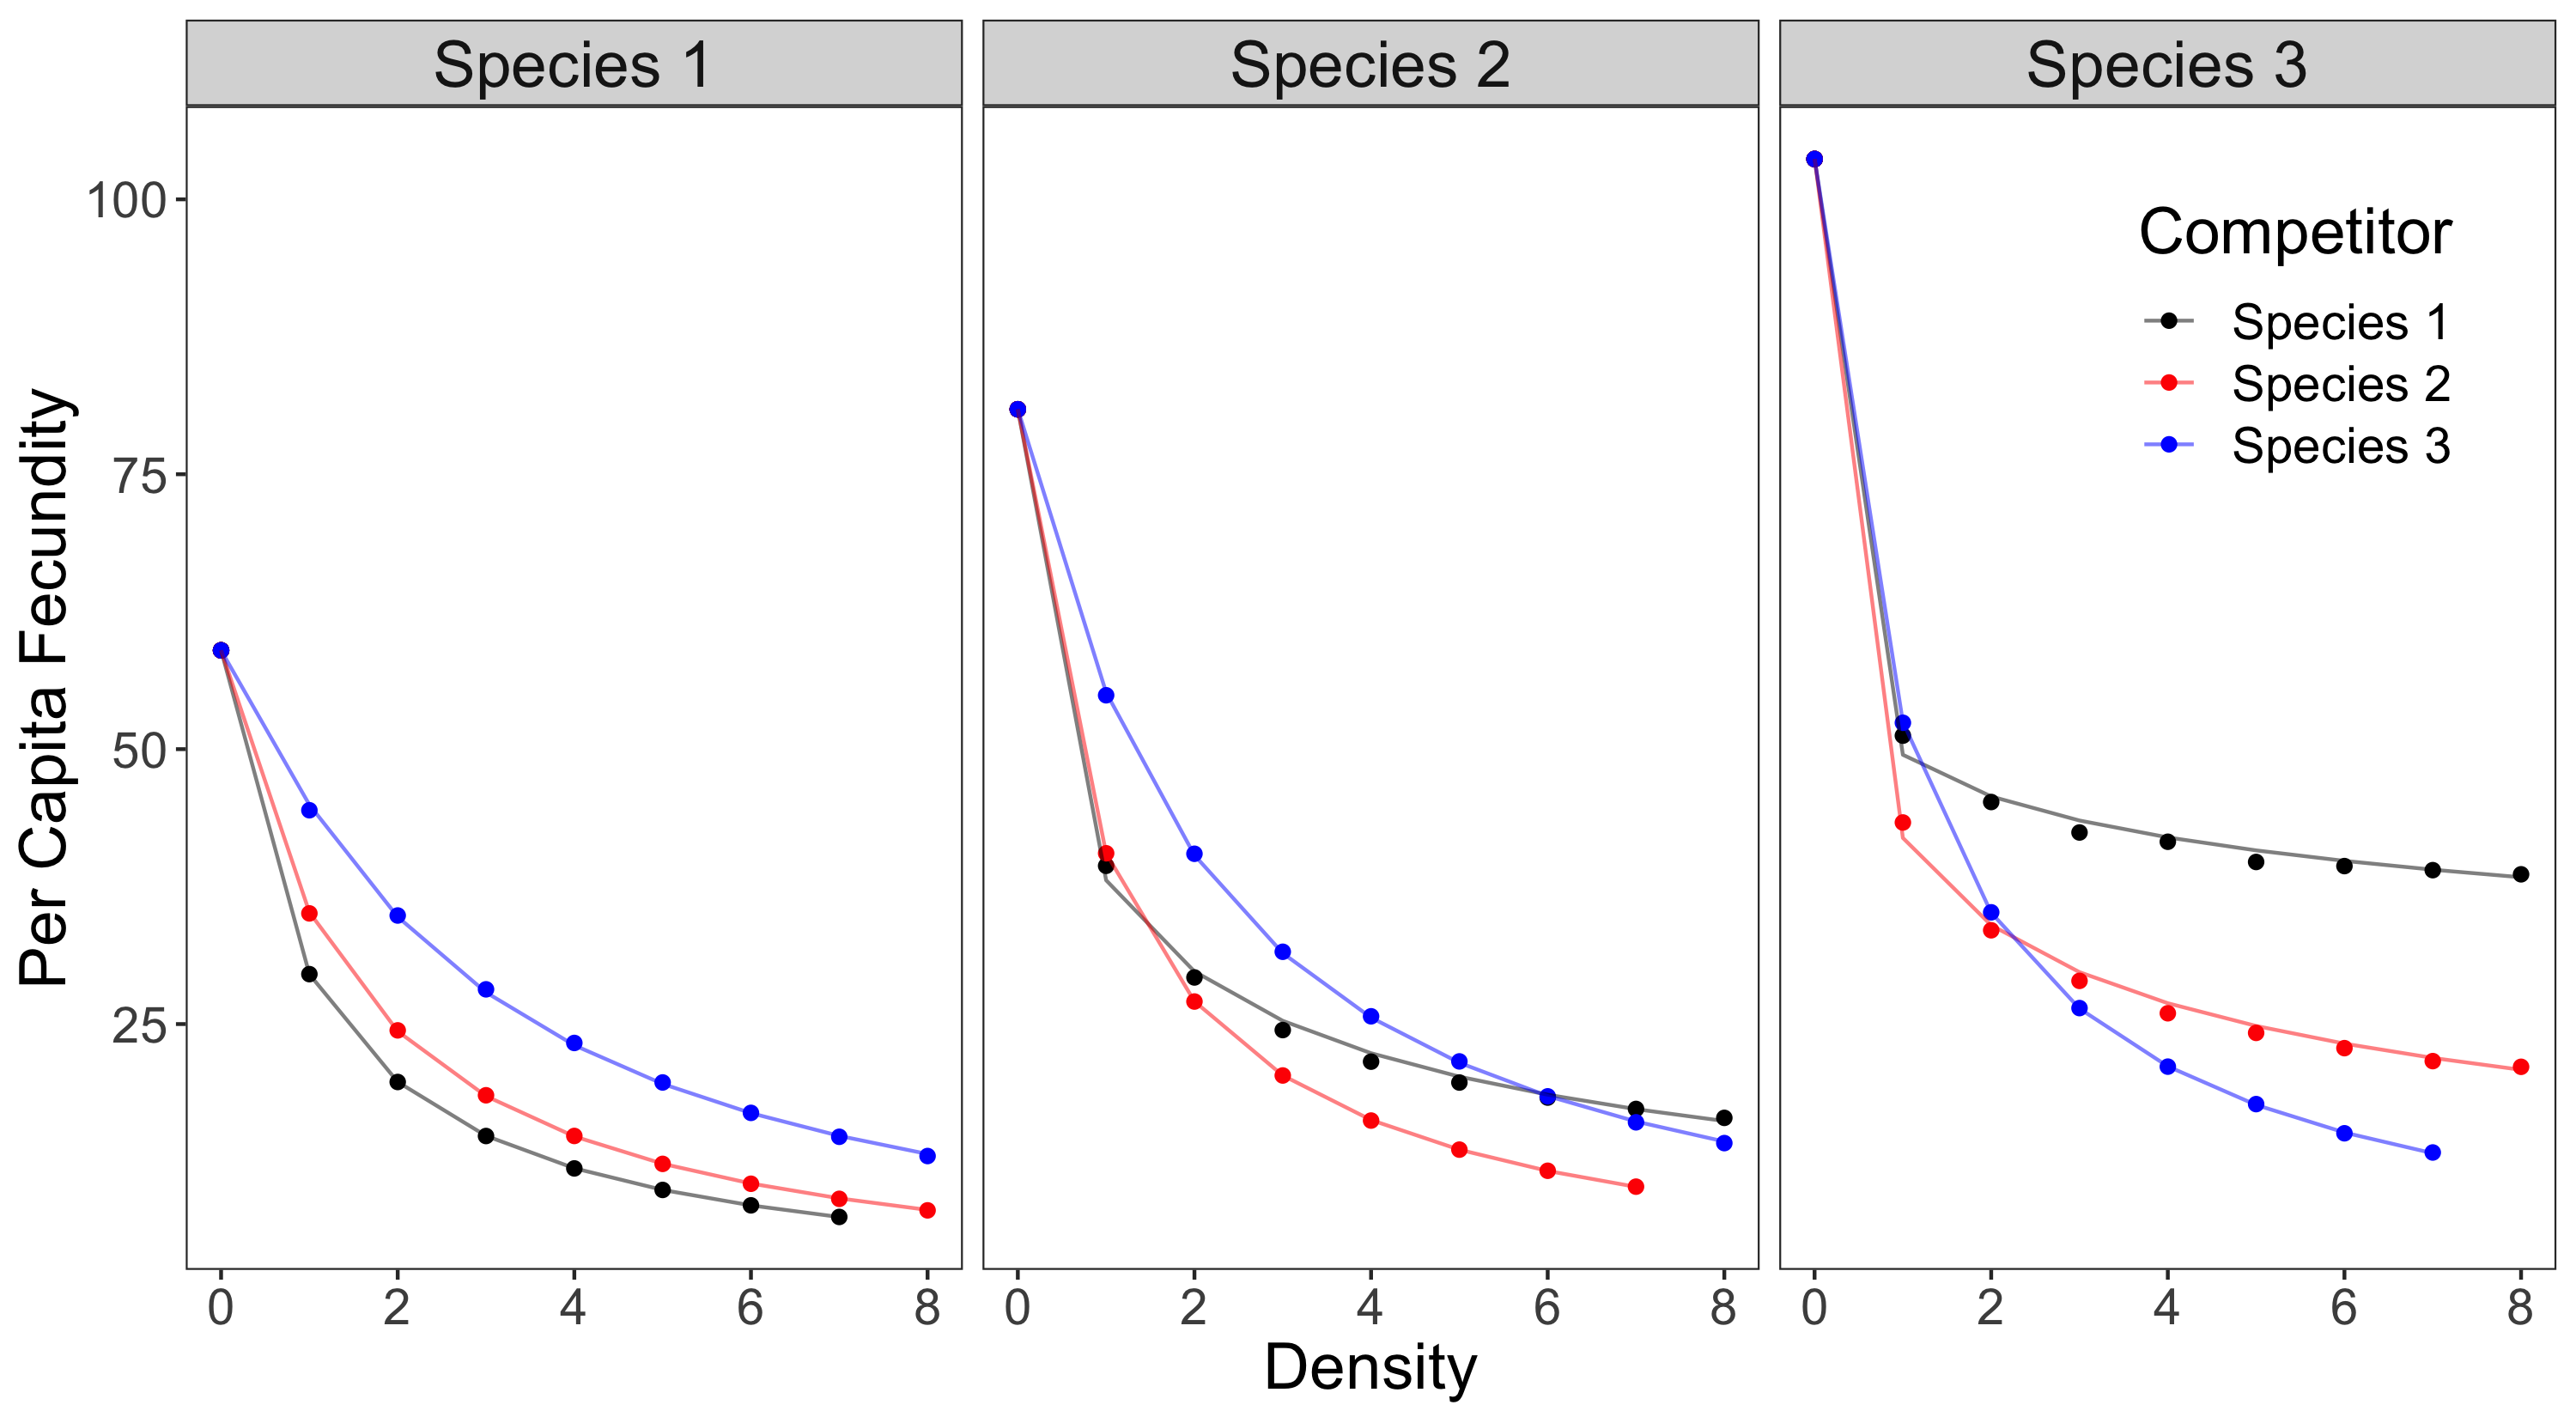 Species 1
Species 2
Species 3
Per Capita Fecundity
100
75
50
25
Competitor
Species 1
Species 2
Species 3
0 2 4 6 8
0 2 4 6 8
0 2 4 6 8
Density